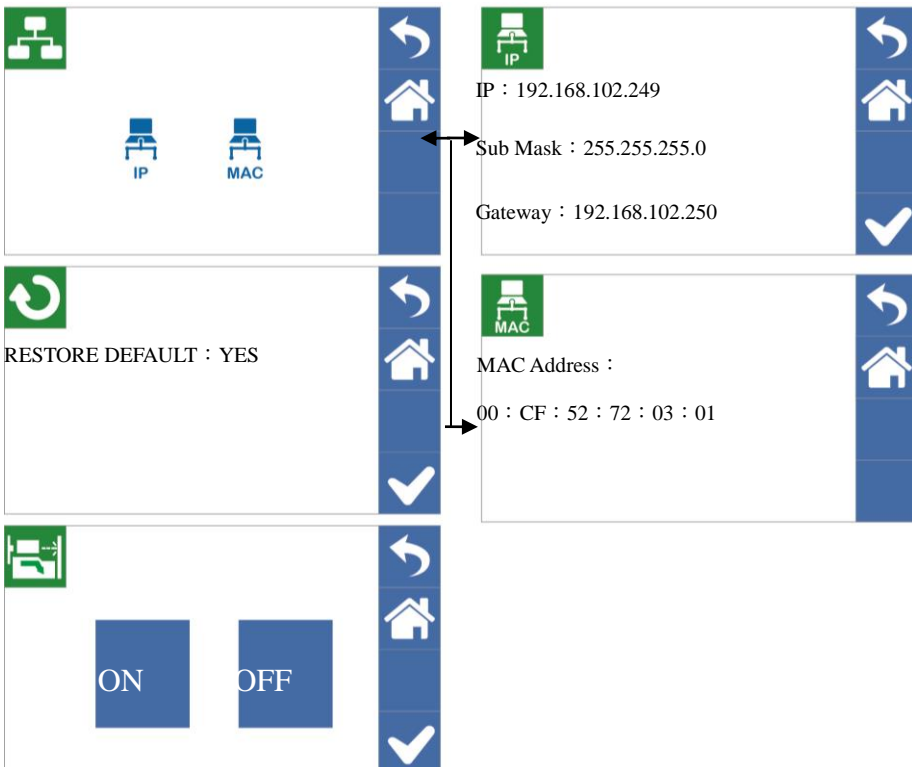 IP MAC
IP
IP：192.168.102.249
Sub Mask：255.255.255.0
Gateway：192.168.102.250
RESTORE DEFAULT：YES
MAC
MAC Address：
00：CF：52：72：03：01
ON OFF